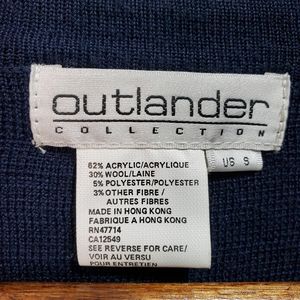 outlander
COLLECTION
US S
62% ACRYLIC/ACRYLIQUE
30% WOOL/LAINE
5% POLYESTER/POLYESTER
3% OTHER FIBRE/
AUTRES FIBRES
MADE IN HONG KONG
FABRIQUE A HONG KONG
RN47714
CA12549
SEE REVERSE FOR CARE/
VOIR AU VERSU
POUR ENTRETIEN